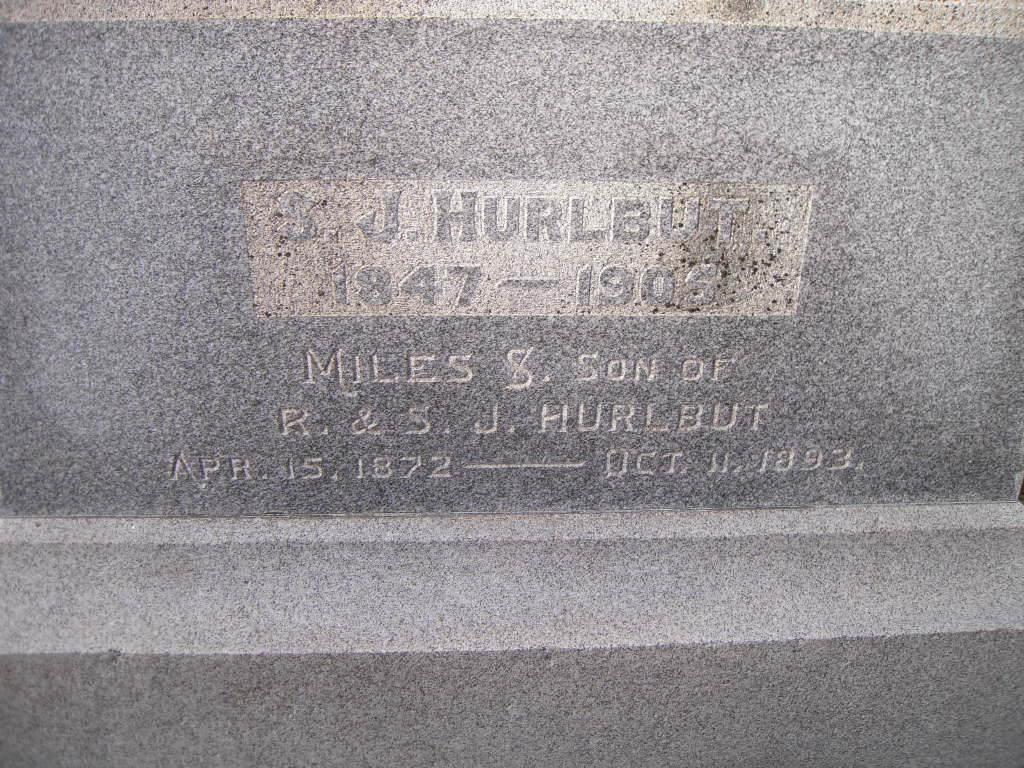 S. J. HURLBUT
1847 — 1906
MILES S. SON OF
R. & S. J. HURLBUT
APR. 15, 1872 — OCT. 11, 1893.